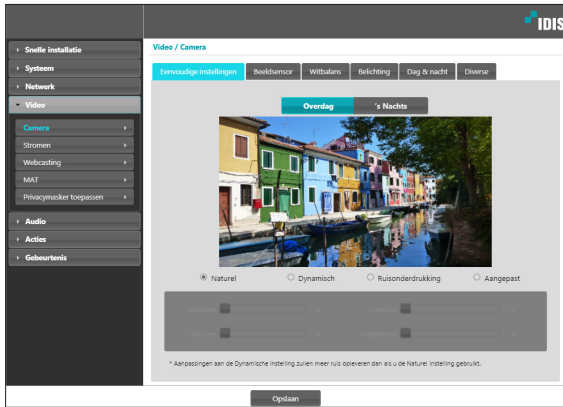 IDIS
Snelle installatie
Systeem
Netwerk
Video
Camera
Stromen
Webcasting
MAT
Privacymasker toepassen
Audio
Acties
Gebeurtenis
Video / Camera
Eenvoudige instellingen Beeldsensor Witbalans Belichting Dag & nacht Diverse
Overdag 's Nachts
Naturel Dynamisch Ruisonderdrukking Aangepast
* Aanpassingen aan de Dynamische instelling zullen meer ruis opleveren dan als u de Naturel instelling gebruikt.
Opslaan